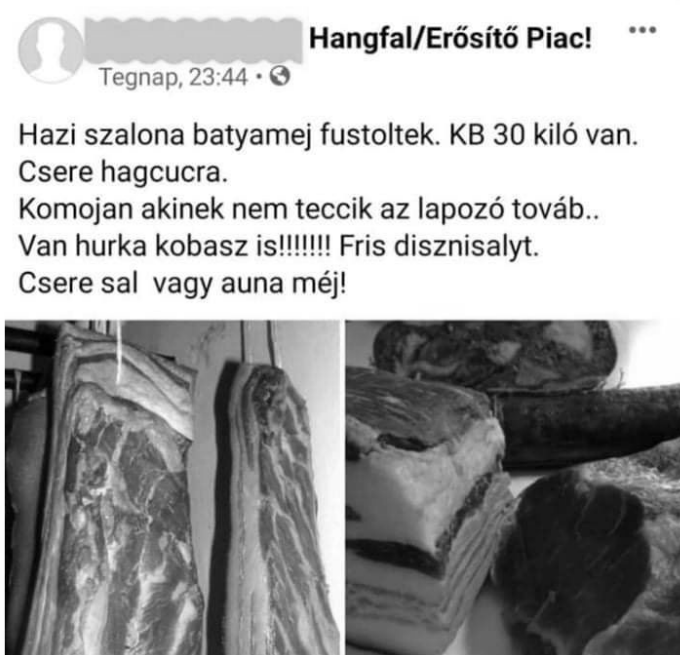 Hangfal/Erősítő Piac!
Tegnap, 23:44 ·
Hazi szalona batyamej fustoltek. KB 30 kiló van.
Csere hagcucra.
Komojan akinek nem teccik az lapozó továb..
Van hurka kobasz is!!!!!!! Fris disznisalyt.
Csere sal vagy auna méj!